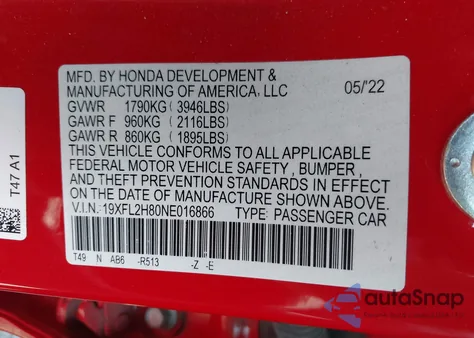 MFD. BY HONDA DEVELOPMENT &
MANUFACTURING OF AMERICA, LLC 05/'22
GVWR 1790KG (3946LBS)
GAWR F 960KG (2116LBS)
GAWR R 860KG (1895LBS)
THIS VEHICLE CONFORMS TO ALL APPLICABLE
FEDERAL MOTOR VEHICLE SAFETY , BUMPER ,
AND THEFT PREVENTION STANDARDS IN EFFECT
ON THE DATE OF MANUFACTURE SHOWN ABOVE.
V.I.N.-19XFL2H80NE016866 TYPE: PASSENGER CAR
T49 N AB6 -R513 -Z -E
T47 A1
autoSnap